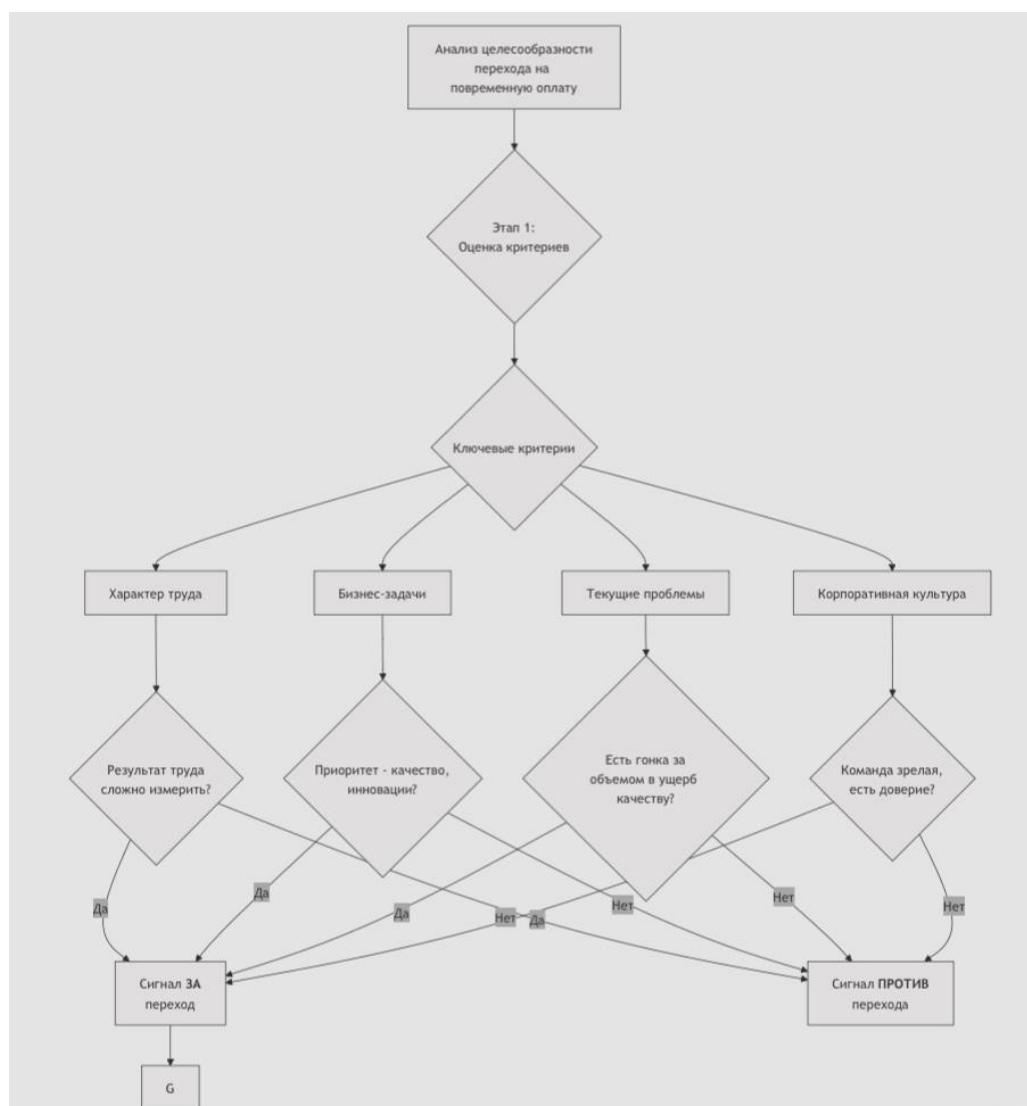 Анализ целесообразности
перехода на
повременную оплату
Этап 1:
Оценка критериев
Ключевые критерии
Характер труда
Бизнес-задачи
Текущие проблемы
Корпоративная культура
Результат труда
сложно измерить?
Приоритет - качество,
инновации?
Есть гонка за
объемом в ущерб
качеству?
Команда зрелая,
есть доверие?
Да
Да
Да
Нет
Да
Нет
Нет
Нет
Сигнал ЗА
переход
Сигнал ПРОТИВ
перехода
G